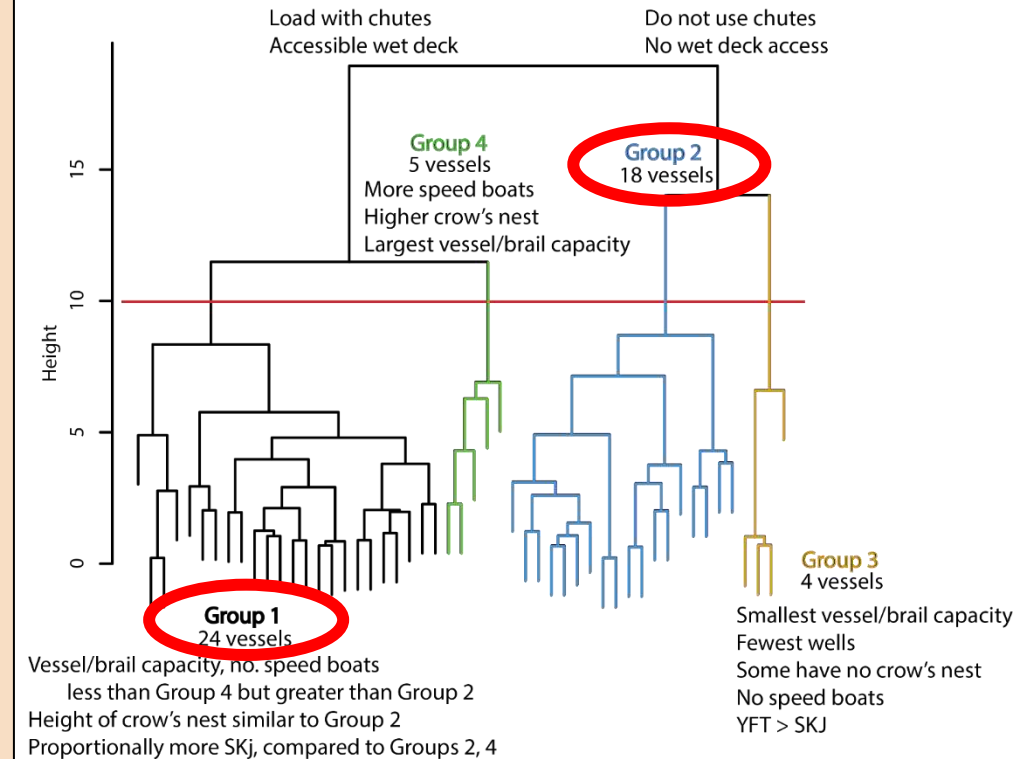 Load with chutes
Accessible wet deck
Do not use chutes
No wet deck access
Group 4
5 vessels
More speed boats
Higher crow's nest
Largest vessel/brail capacity
Group 2
18 vessels
15
10
5
0
Height
Group 3
4 vessels
Smallest vessel/brail capacity
Fewest wells
Some have no crow's nest
No speed boats
YFT > SKJ
Group 1
24 vessels
Vessel/brail capacity, no. speed boats
less than Group 4 but greater than Group 2
Height of crow's nest similar to Group 2
Proportionally more SKj, compared to Groups 2, 4